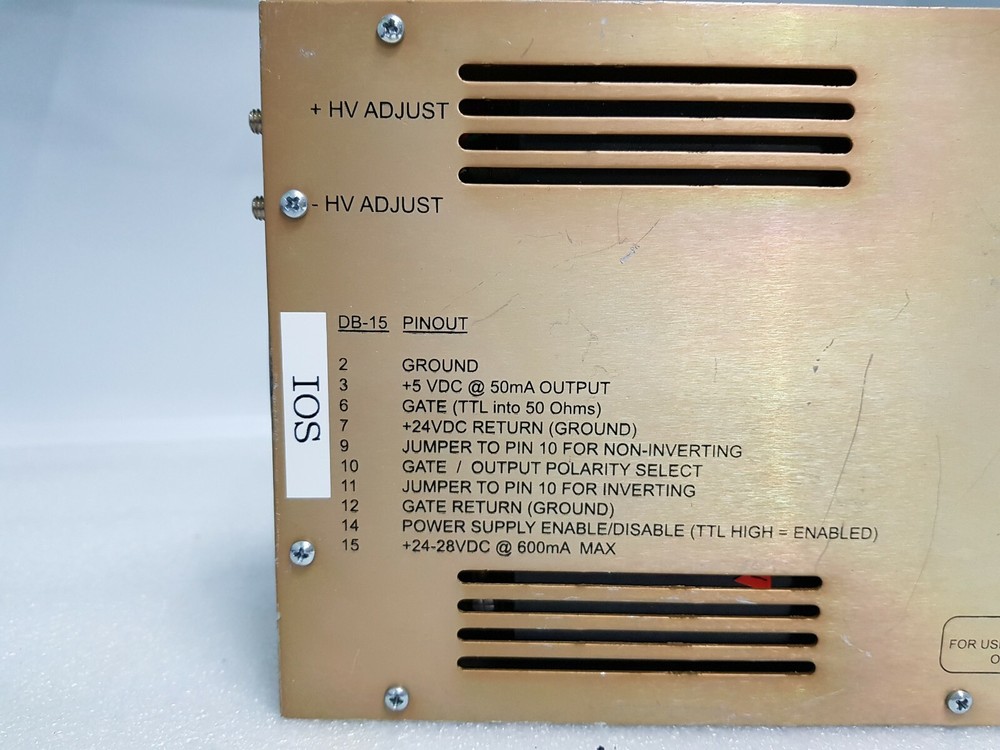 + HV ADJUST
- HV ADJUST
DB-15 PINOUT
2 GROUND
3 +5 VDC @ 50mA OUTPUT
6 GATE (TTL into 50 Ohms)
7 +24VDC RETURN (GROUND)
9 JUMPER TO PIN 10 FOR NON-INVERTING
10 GATE / OUTPUT POLARITY SELECT
11 JUMPER TO PIN 10 FOR INVERTING
12 GATE RETURN (GROUND)
14 POWER SUPPLY ENABLE/DISABLE (TTL HIGH = ENABLED)
15 +24-28VDC @ 600mA MAX
IOS
FOR